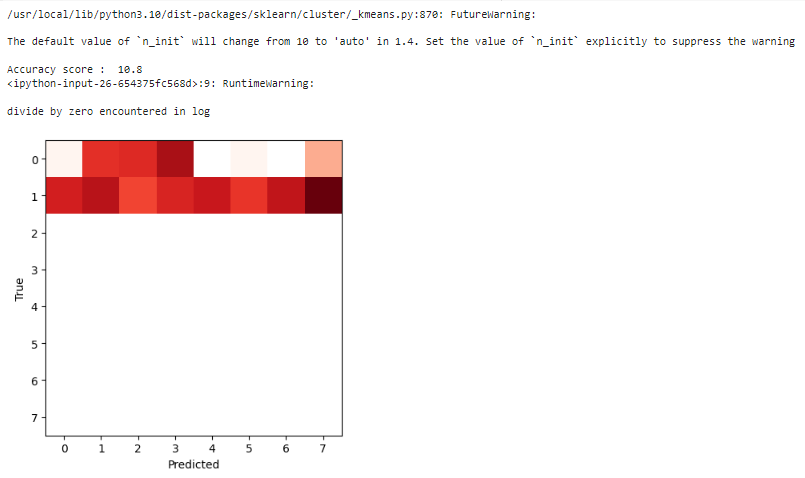 /usr/local/lib/python3.10/dist-packages/sklearn/cluster/_kmeans.py:870: FutureWarning:
The default value of `n_init` will change from 10 to 'auto' in 1.4. Set the value of `n_init` explicitly to suppress the warning
Accuracy score :  10.8
<ipython-input-26-654375fc568d>:9: RuntimeWarning:
divide by zero encountered in log
0
1
2
3
4
5
6
7
True
0 1 2 3 4 5 6 7
Predicted